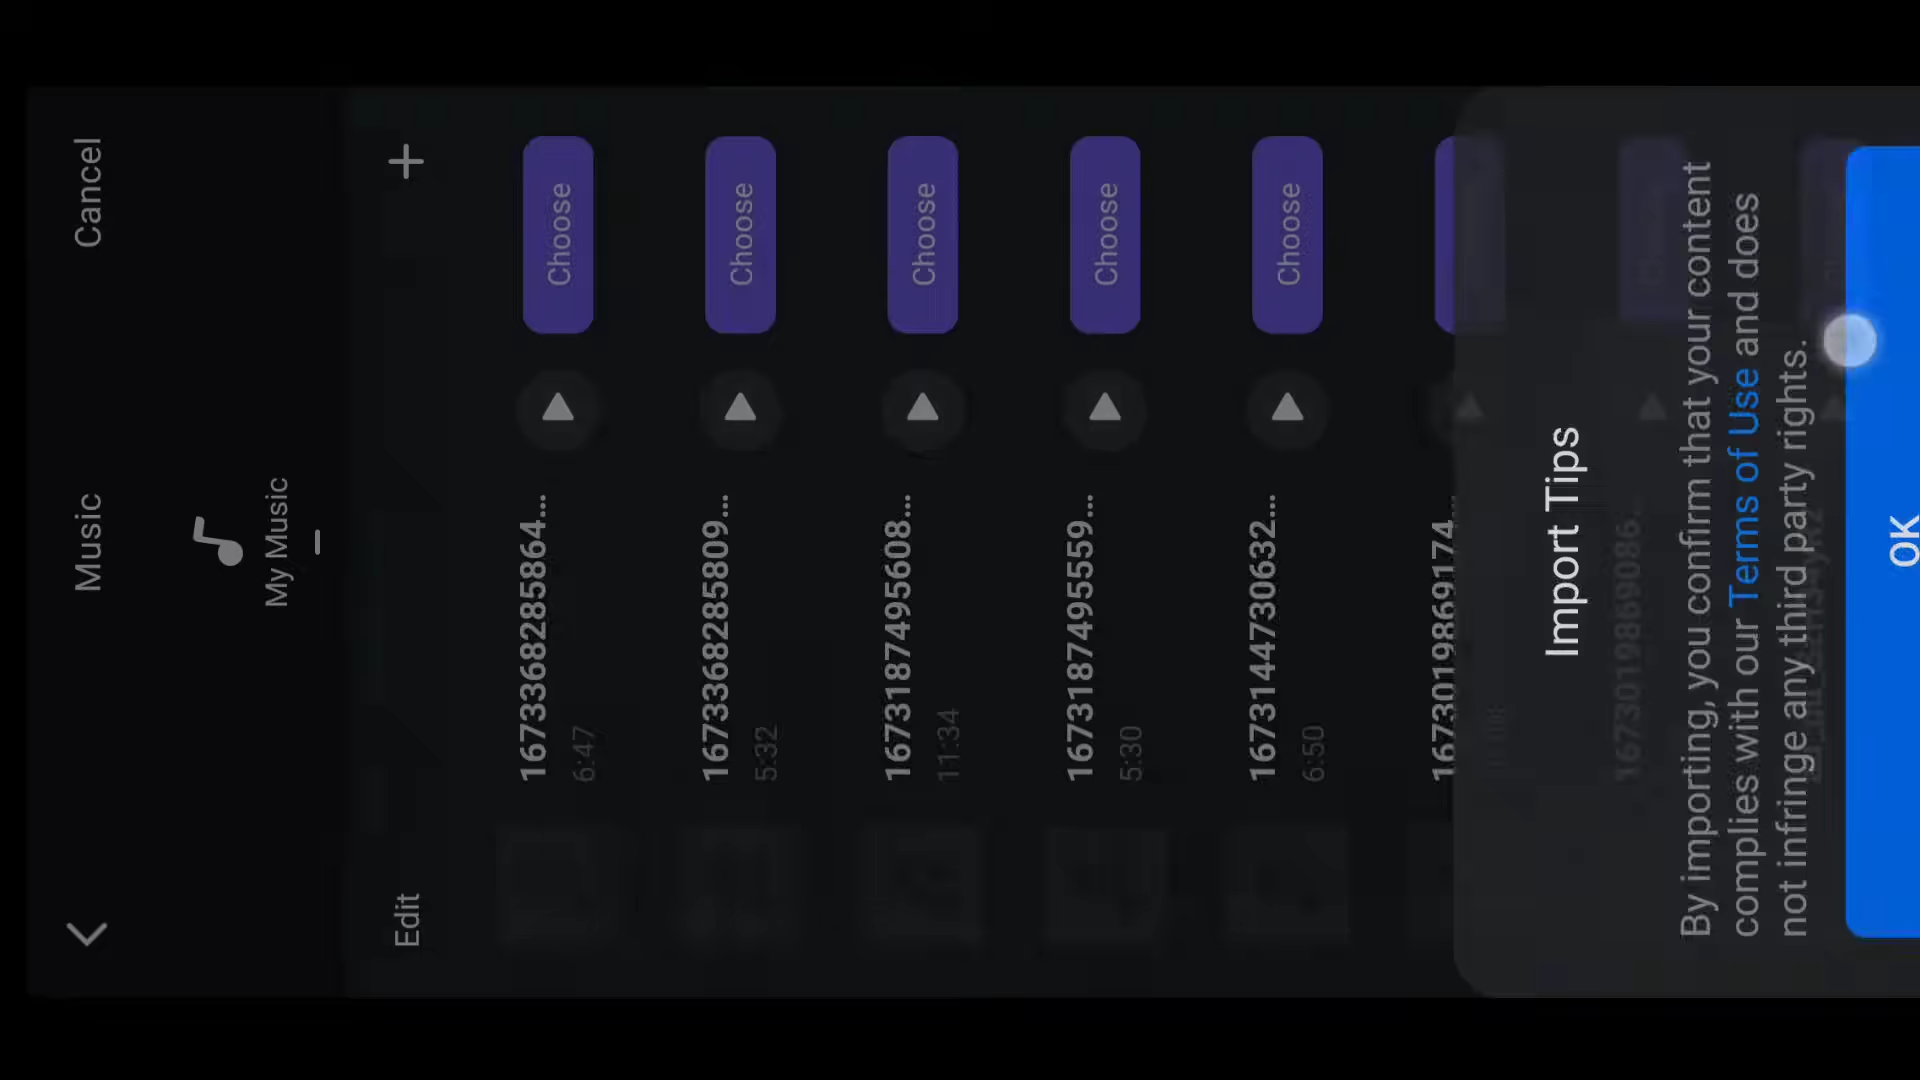 Music
Cancel
My Music
Edit
+
1673368285864...
6:47
Choose
1673368285809...
5:32
Choose
1673187495608...
11:34
Choose
1673187495559...
5:30
Choose
1673144730632...
6:50
Choose
1673019869174...
Import Tips
1673019869086...
By importing, you confirm that your content
complies with our Terms of Use and does
not infringe any third party rights.
OK